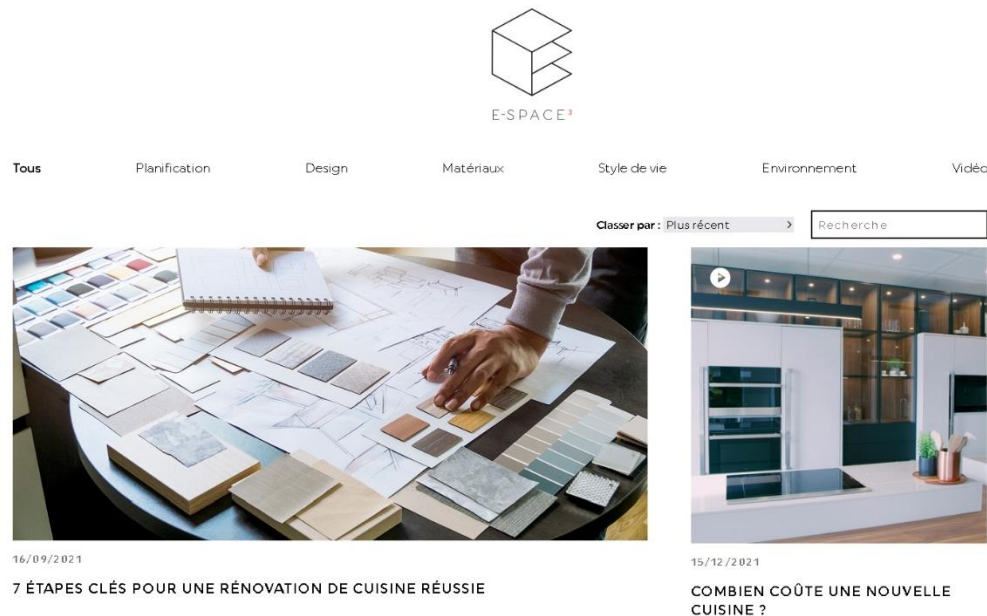 E-SPACE³
Tous Planification Design Matériaux Style de vie Environnement Vidéo
Classer par : Plus récent > Recherche
16/09/2021
7 ÉTAPES CLÉS POUR UNE RÉNOVATION DE CUISINE RÉUSSIE
15/12/2021
COMBIEN COÛTE UNE NOUVELLE
CUISINE ?